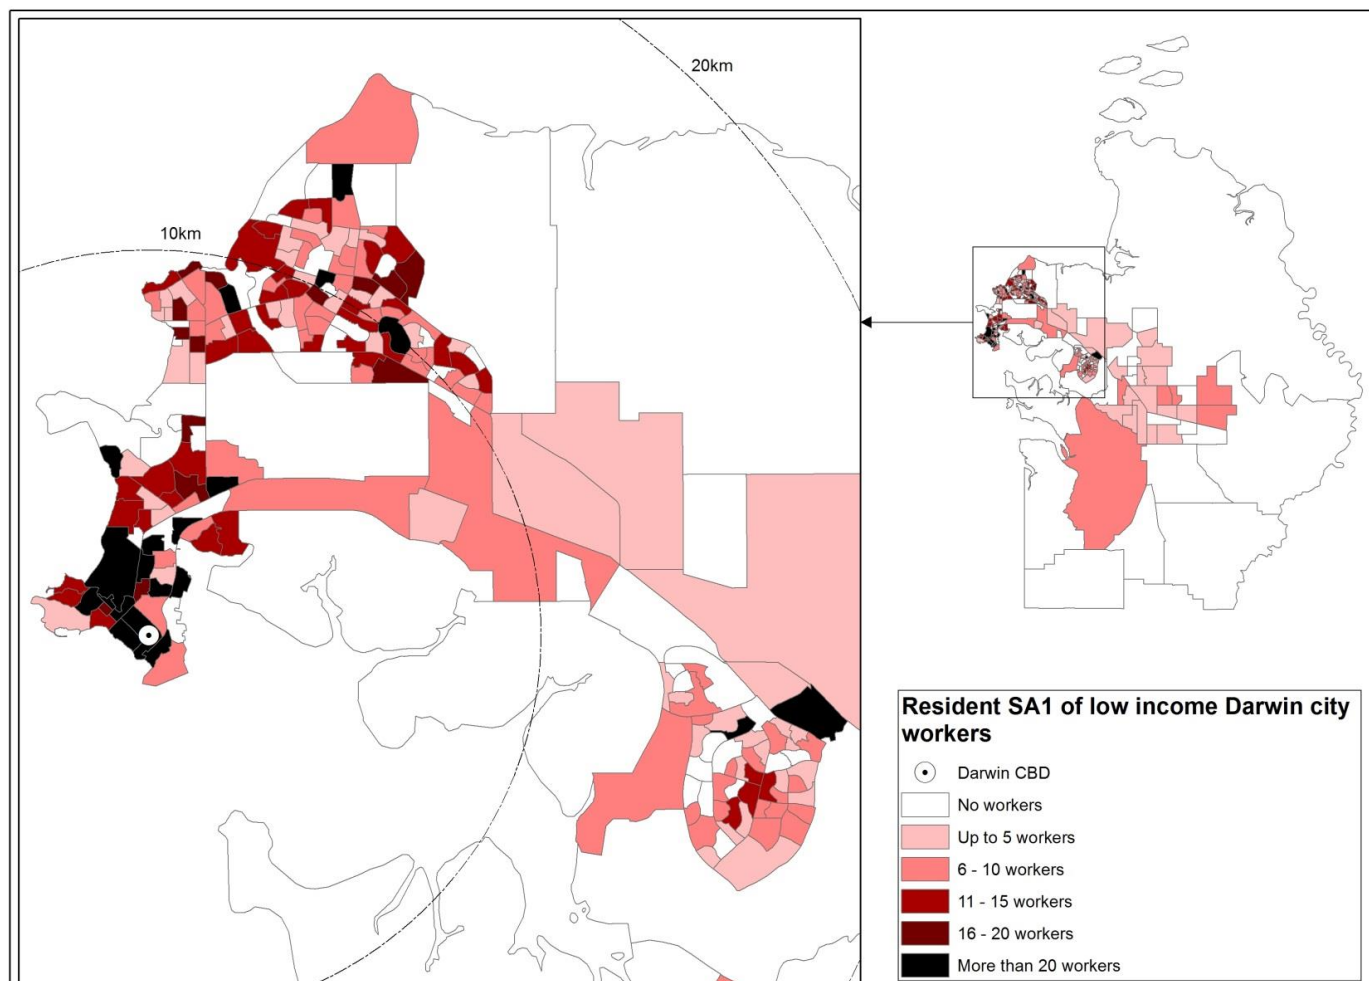 20km
10km
Resident SA1 of low income Darwin city
workers
Darwin CBD
No workers
Up to 5 workers
6 - 10 workers
11 - 15 workers
16 - 20 workers
More than 20 workers